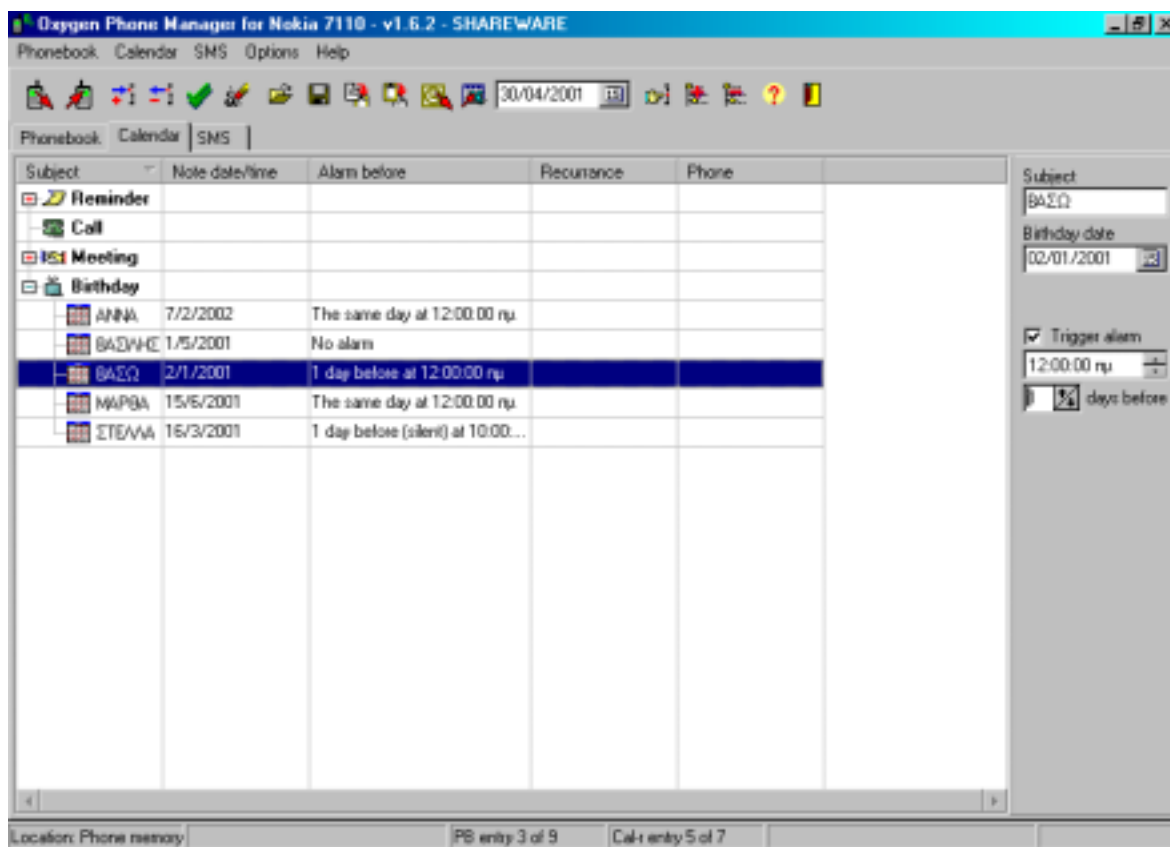 Oxygen Phone Manager for Nokia 7110 - v1.6.2 - SHAREWARE
Phonebook Calendar SMS Options Help
30/04/2001
Phonebook Calendar SMS
Subject Note date/time Alarm before Recurrance Phone
Reminder
Call
Meeting
Birthday
ΑΝΝΑ 7/2/2002 The same day at 12:00:00 πμ
ΒΑΣΙΛΗΣ 1/5/2001 No alarm
ΒΑΣΩ 2/1/2001 1 day before at 12:00:00 πμ
ΜΑΡΘΑ 15/6/2001 The same day at 12:00:00 πμ
ΣΤΕΛΛΑ 16/3/2001 1 day before (silent) at 10:00:...
Subject
ΒΑΣΩ
Birthday date
02/01/2001
Trigger alarm
12:00:00 πμ
days before
Location: Phone memory PB entry 3 of 9 Cal-r entry 5 of 7